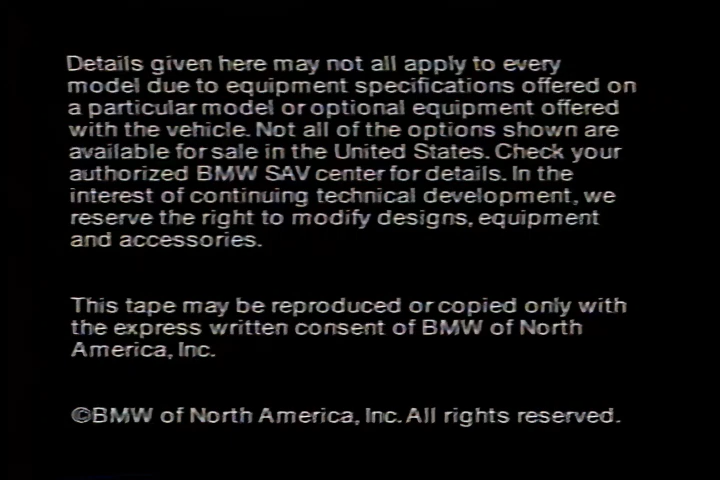 Details given here may not all apply to every
model due to equipment specifications offered on
a particular model or optional equipment offered
with the vehicle. Not all of the options shown are
available for sale in the United States. Check your
authorized BMW SAV center for details. In the
interest of continuing technical development, we
reserve the right to modify designs, equipment
and accessories.
This tape may be reproduced or copied only with
the express written consent of BMW of North
America, Inc.
©BMW of North America, Inc. All rights reserved.